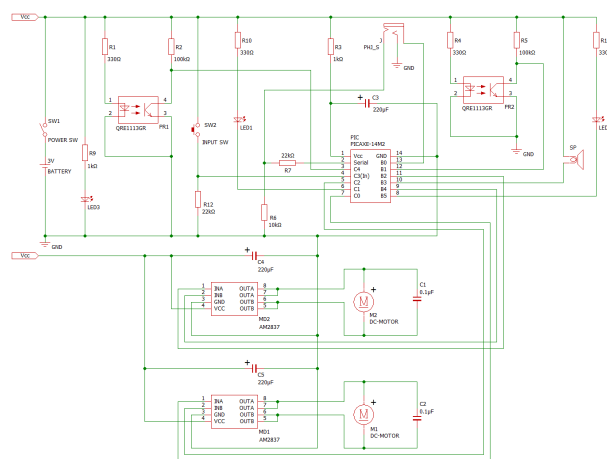 Vcc
R1
330Ω
R2
100kΩ
R10
330Ω
R3
1kΩ
PHJ_S
J
GND
R4
330Ω
R5
100kΩ
C3
220μF
1
2
4
3
QRE1113GR
PR1
SW1
POWER SW
3V
BATTERY
R9
1kΩ
LED3
SW2
INPUT SW
LED1
R12
22kΩ
22kΩ
R7
R6
10kΩ
PIC
PICAXE-14M2
1 Vcc GND 14
2 Serial B0 13
3 C4 B1 12
4 C3(In) B2 11
5 C2 B3 10
6 C1 B4 9
7 C0 B5 8
1
2
4
3
PR2
QRE1113GR
GND
SP
GND
Vcc
C4
220μF
1 INA OUTA 8
2 INB OUTA 7
3 GND OUTB 6
4 VCC OUTB 5
MD2
AM2837
M
M2
DC-MOTOR
C1
0.1μF
C5
220μF
1 INA OUTA 8
2 INB OUTA 7
3 GND OUTB 6
4 VCC OUTB 5
MD1
AM2837
M
M1
DC-MOTOR
C2
0.1μF